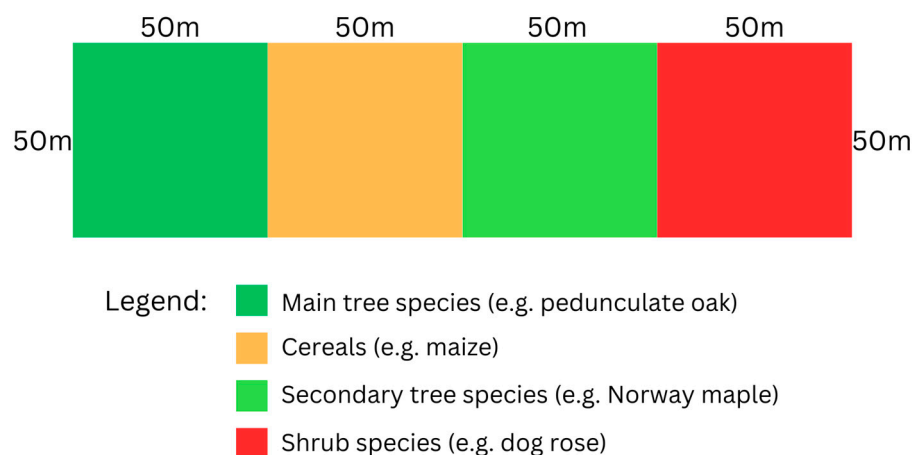 50m 50m 50m 50m
50m 50m
Legend:
Main tree species (e.g. pedunculate oak)
Cereals (e.g. maize)
Secondary tree species (e.g. Norway maple)
Shrub species (e.g. dog rose)